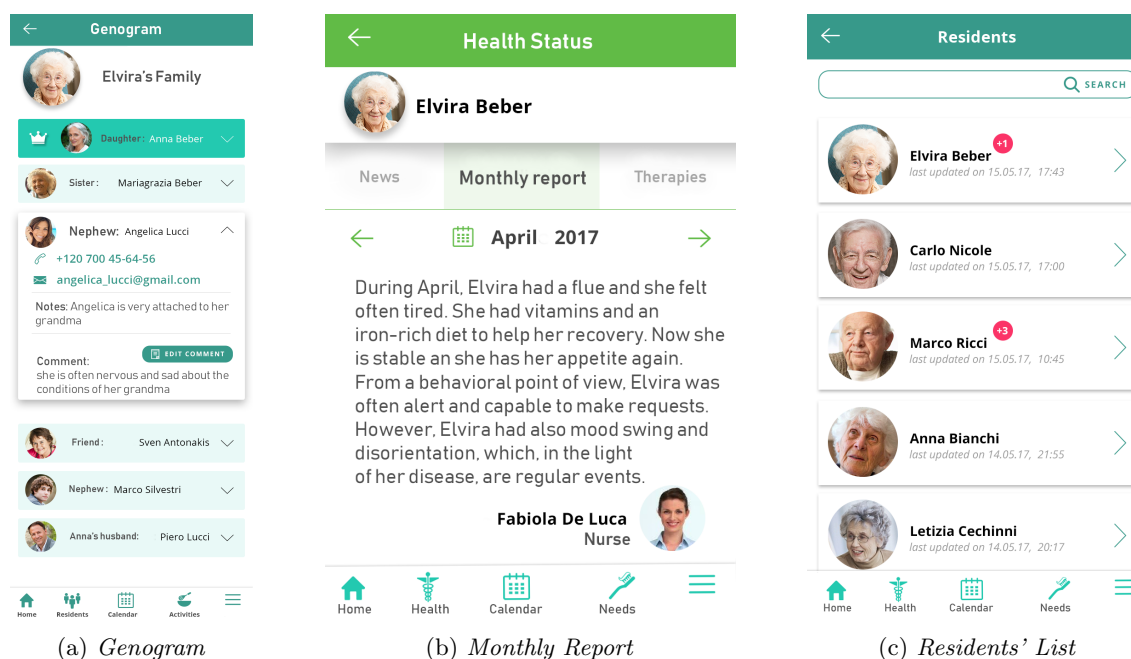 Genogram
Elvira's Family
Daughter: Anna Beber
Sister: Mariagrazia Beber
Nephew: Angelica Lucci
+120 700 45-64-56
angelica_lucci@gmail.com
Notes: Angelica is very attached to her
grandma
EDIT COMMENT
Comment:
she is often nervous and sad about the
conditions of her grandma
Friend: Sven Antonakis
Nephew: Marco Silvestri
Anna's husband: Piero Lucci
Home Residents Calendar Activities
(a) Genogram
Health Status
Elvira Beber
News Monthly report Therapies
April 2017
During April, Elvira had a flue and she felt
often tired. She had vitamins and an
iron-rich diet to help her recovery. Now she
is stable an she has her appetite again.
From a behavioral point of view, Elvira was
often alert and capable to make requests.
However, Elvira had also mood swing and
disorientation, which, in the light
of her disease, are regular events.
Fabiola De Luca
Nurse
Home Health Calendar Needs
(b) Monthly Report
Residents
SEARCH
Elvira Beber +1
last updated on 15.05.17, 17:43
Carlo Nicole
last updated on 15.05.17, 17:00
Marco Ricci +3
last updated on 15.05.17, 10:45
Anna Bianchi
last updated on 14.05.17, 21:55
Letizia Cechinni
last updated on 14.05.17, 20:17
Home Health Calendar Needs
(c) Residents' List